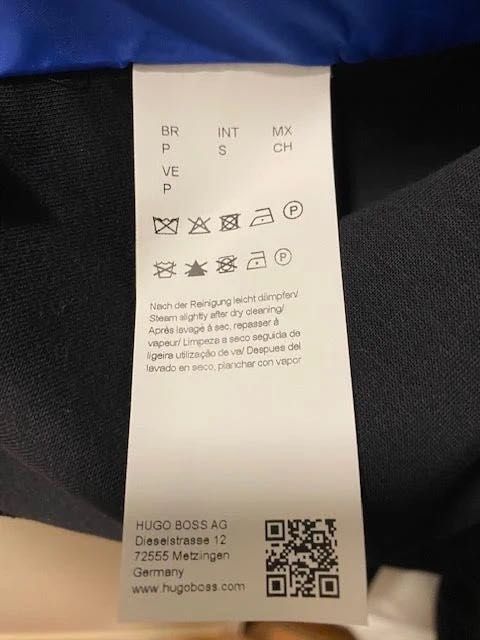 BR INT MX
P S CH
VE
P
P
P
Nach der Reinigung leicht dämpfen/
Steam slightly after dry cleaning/
Après lavage à sec, repasser à
vapeur/ Limpeza a seco seguida de
ligeira utilização de va/ Despues del
lavado en seco, planchar con vapor
HUGO BOSS AG
Dieselstrasse 12
72555 Metzingen
Germany
www.hugoboss.com